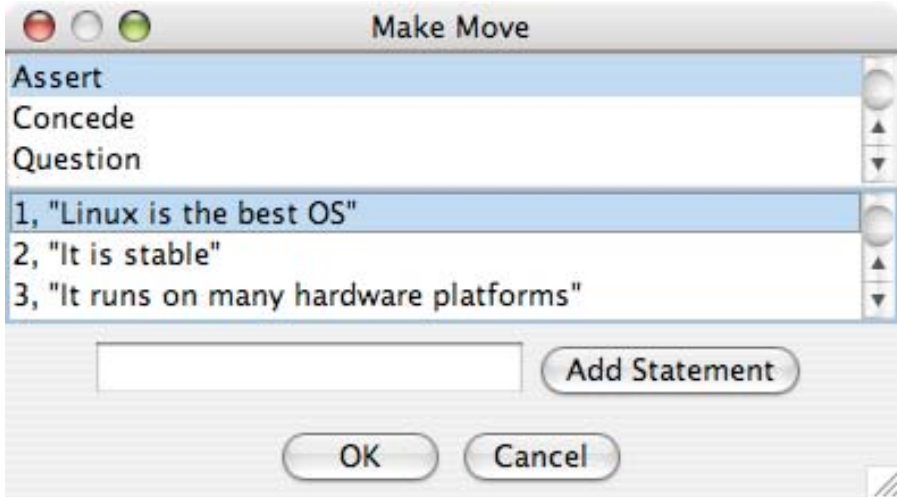 Make Move
Assert
Concede
Question
1, "Linux is the best OS"
2, "It is stable"
3, "It runs on many hardware platforms"
Add Statement
OK Cancel